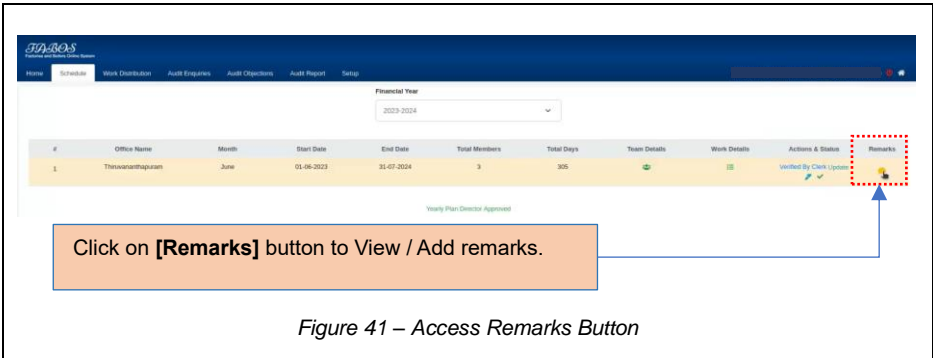 FABOS
Factories and Boilers Online System
Home Schedule Work Distribution Audit Enquiries Audit Objections Audit Report Setup
Financial Year
2023-2024
# Office Name Month Start Date End Date Total Members Total Days Team Details Work Details Actions & Status Remarks
1 Thiruvananthapuram June 01-06-2023 31-07-2024 3 305 Verified By Clerk Update
Yearly Plan Director Approved
Click on [Remarks] button to View / Add remarks.
Figure 41 – Access Remarks Button